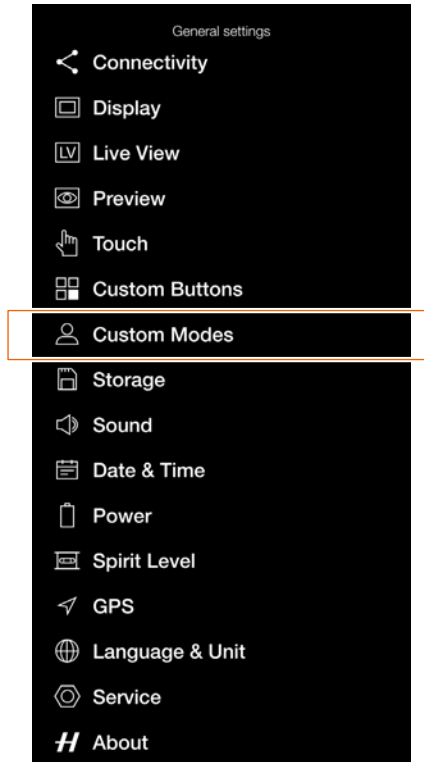 General settings
Connectivity
Display
LV Live View
Preview
Touch
Custom Buttons
Custom Modes
Storage
Sound
Date & Time
Power
Spirit Level
GPS
Language & Unit
Service
H About